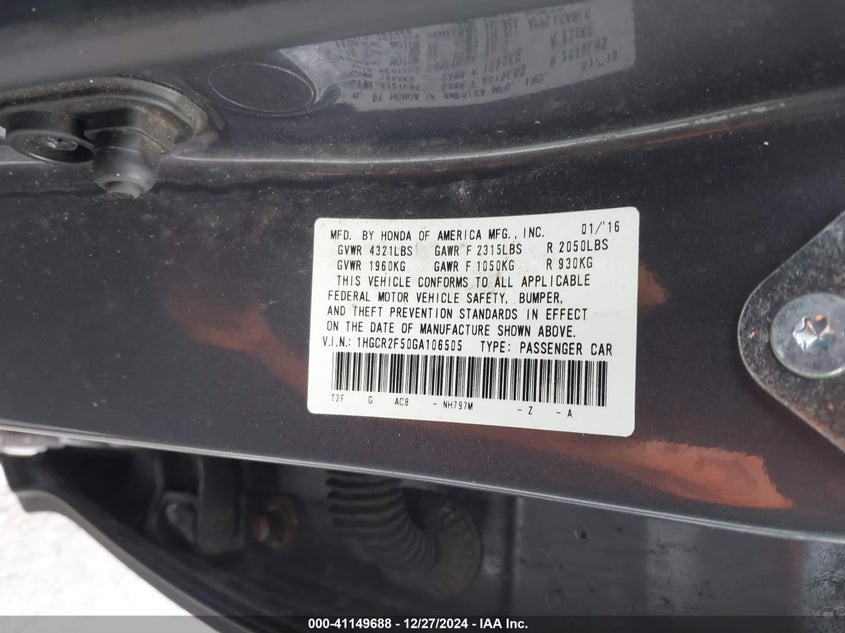 MFD. BY HONDA OF AMERICA MFG., INC. 01/'16
GVWR 4321LBS GAWR F 2315LBS R 2050LBS
GVWR 1960KG GAWR F 1050KG R 930KG
THIS VEHICLE CONFORMS TO ALL APPLICABLE
FEDERAL MOTOR VEHICLE SAFETY, BUMPER,
AND THEFT PREVENTION STANDARDS IN EFFECT
ON THE DATE OF MANUFACTURE SHOWN ABOVE.
V.I.N.: 1HGCR2F50GA106505 TYPE: PASSENGER CAR
T2F G AC8 - NH797M - Z - A
000-41149688 - 12/27/2024 - IAA Inc.